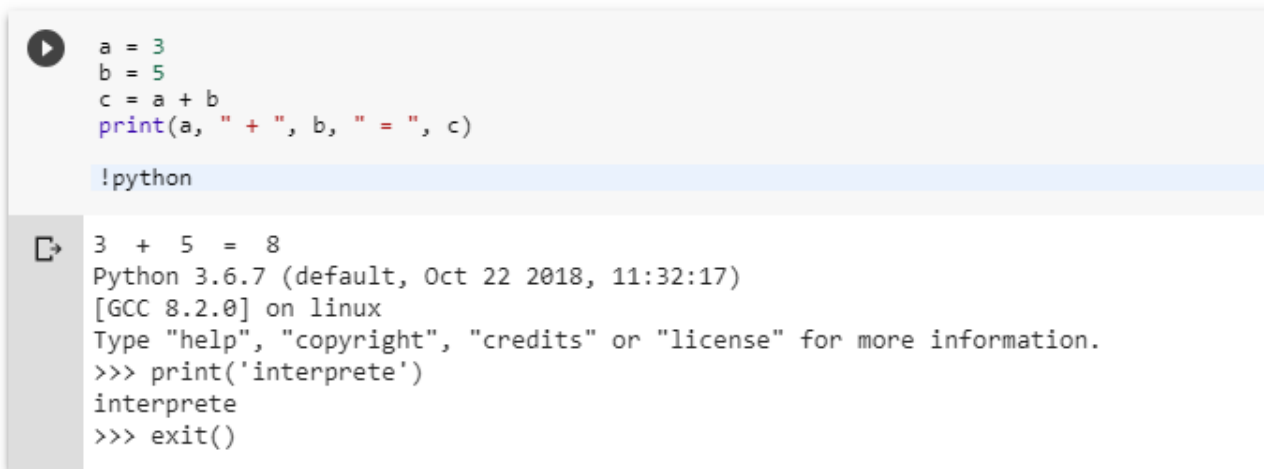 a = 3
b = 5
c = a + b
print(a, " + ", b, " = ", c)
!python
3  +  5  =  8
Python 3.6.7 (default, Oct 22 2018, 11:32:17)
[GCC 8.2.0] on linux
Type "help", "copyright", "credits" or "license" for more information.
>>> print('interprete')
interprete
>>> exit()